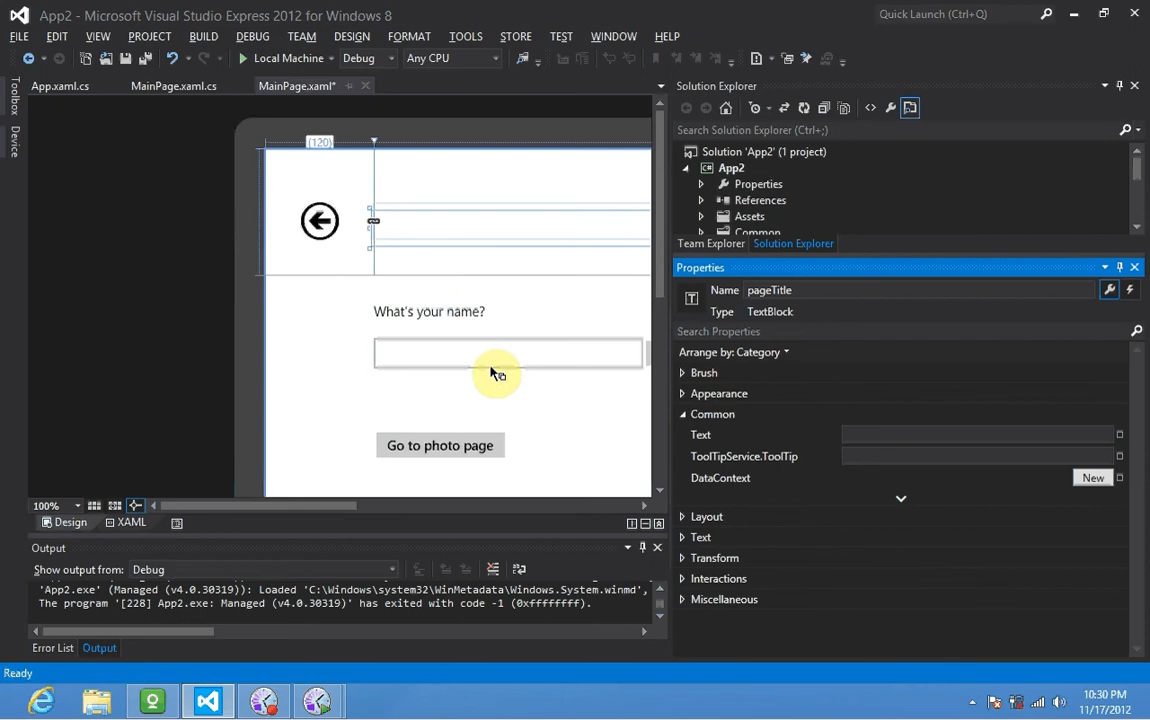 App2 - Microsoft Visual Studio Express 2012 for Windows 8
Quick Launch (Ctrl+Q)
FILE EDIT VIEW PROJECT BUILD DEBUG TEAM DESIGN FORMAT TOOLS STORE TEST WINDOW HELP
Local Machine Debug Any CPU
Toolbox
Device
App.xaml.cs MainPage.xaml.cs MainPage.xaml*
(120)
What's your name?
Go to photo page
100%
Design XAML
Output
Show output from: Debug
'App2.exe' (Managed (v4.0.30319)): Loaded 'C:\Windows\system32\WinMetadata\Windows.System.winmd',
The program '[228] App2.exe: Managed (v4.0.30319)' has exited with code -1 (0xffffffff).
Error List Output
Solution Explorer
Search Solution Explorer (Ctrl+;)
Solution 'App2' (1 project)
C# App2
Properties
References
Assets
Common
Team Explorer Solution Explorer
Properties
Name pageTitle
Type TextBlock
Search Properties
Arrange by: Category
Brush
Appearance
Common
Text
ToolTipService.ToolTip
DataContext New
Layout
Text
Transform
Interactions
Miscellaneous
Ready
10:30 PM
11/17/2012